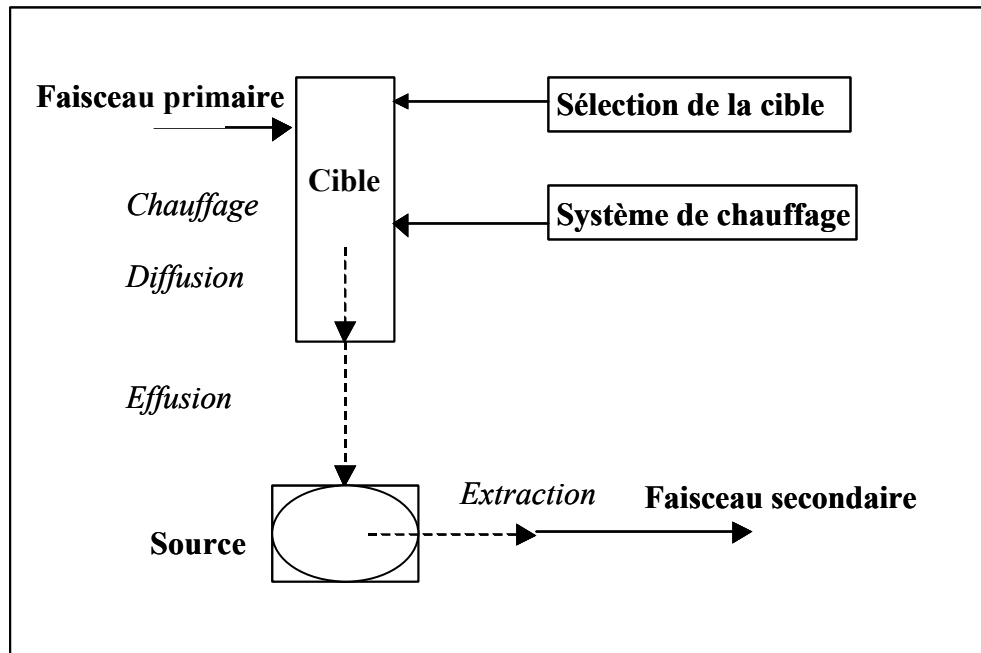 Faisceau primaire
Sélection de la cible
Cible
Chauffage
Système de chauffage
Diffusion
Effusion
Extraction
Faisceau secondaire
Source